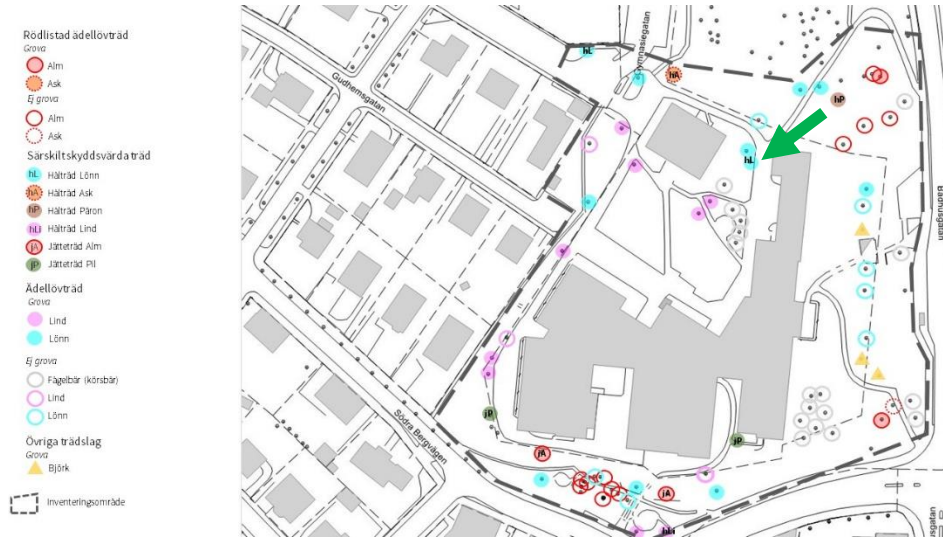 Rödlistad ädellövträd
Grova
Alm
Ask
Ej grova
Alm
Ask
Särskiltskyddsvärda träd
hL Hålträd Lönn
hA Hålträd Ask
hP Hålträd Päron
hLi Hålträd Lind
jA Jätteträd Alm
jP Jätteträd Pil
Ädellövträd
Grova
Lind
Lönn
Ej grova
Fågelbär (körsbär)
Lind
Lönn
Övriga trädslag
Grova
Björk
Inventeringsområde
hL
Gymnasiegatan
hA
hP
Gudhemsgatan
hL
Badhusgatan
jP
jP
Södra Bergvägen
jA
jA
hLi
usgatan